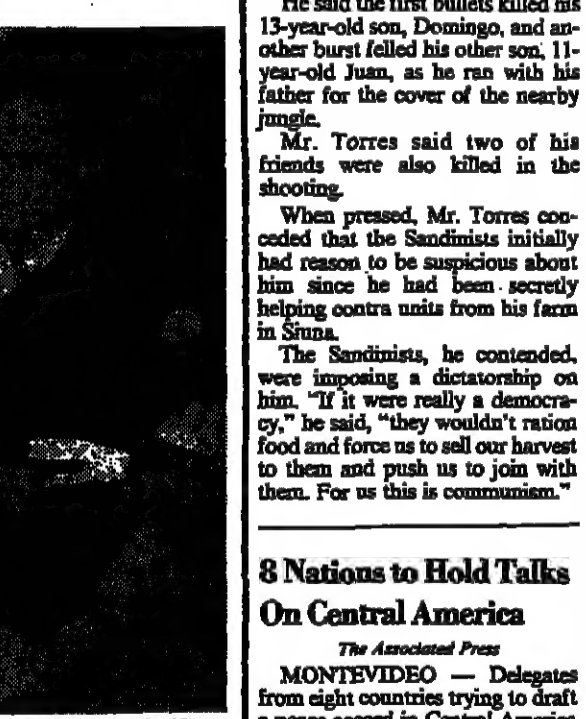 He said the first bullets killed his
13-year-old son, Domingo, and an-
other burst felled his other son, 11-
year-old Juan, as he ran with his
father for the cover of the nearby
jungle.
Mr. Torres said two of his
friends were also killed in the
shooting.
When pressed, Mr. Torres con-
ceded that the Sandinists initially
had reason to be suspicious about
him since he had been secretly
helping contra units from his farm
in Siuna.
The Sandinists, he contended,
were imposing a dictatorship on
him. "If it were really a democra-
cy," he said, "they wouldn't ration
food and force us to sell our harvest
to them and push us to join with
them. For us this is communism."
8 Nations to Hold Talks
On Central America
The Associated Press
MONTEVIDEO — Delegates
from eight countries trying to draft
a peace accord in Central America